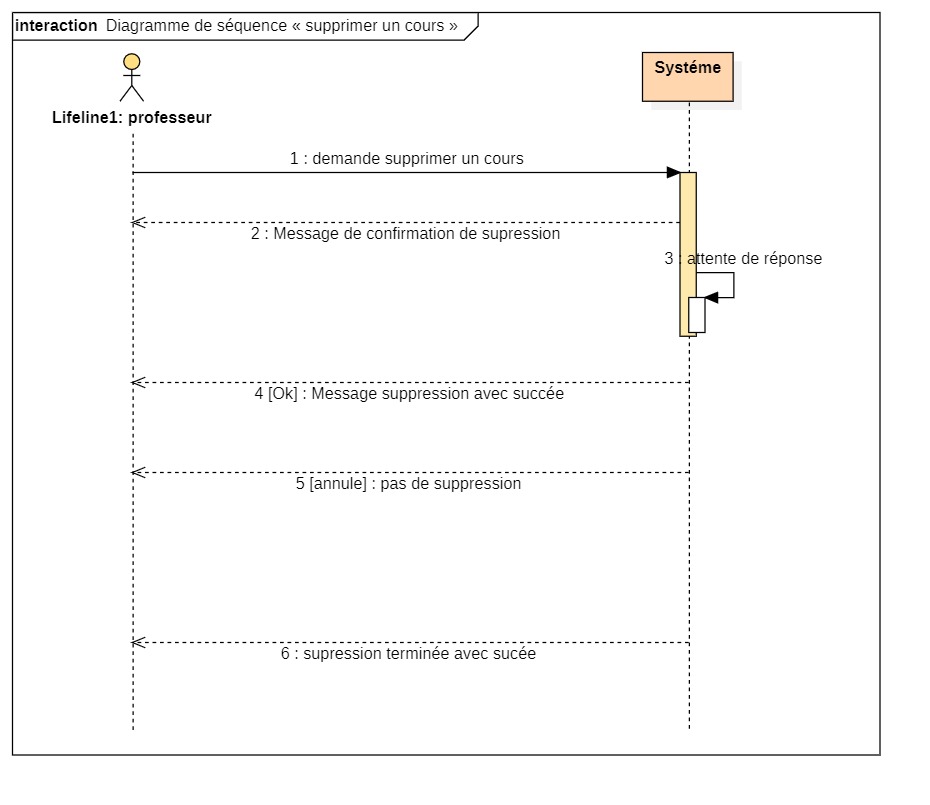 interaction Diagramme de séquence « supprimer un cours »
Systéme
Lifeline1: professeur
1 : demande supprimer un cours
2 : Message de confirmation de supression
3 : attente de réponse
4 [Ok] : Message suppression avec succée
5 [annule] : pas de suppression
6 : supression terminée avec sucée